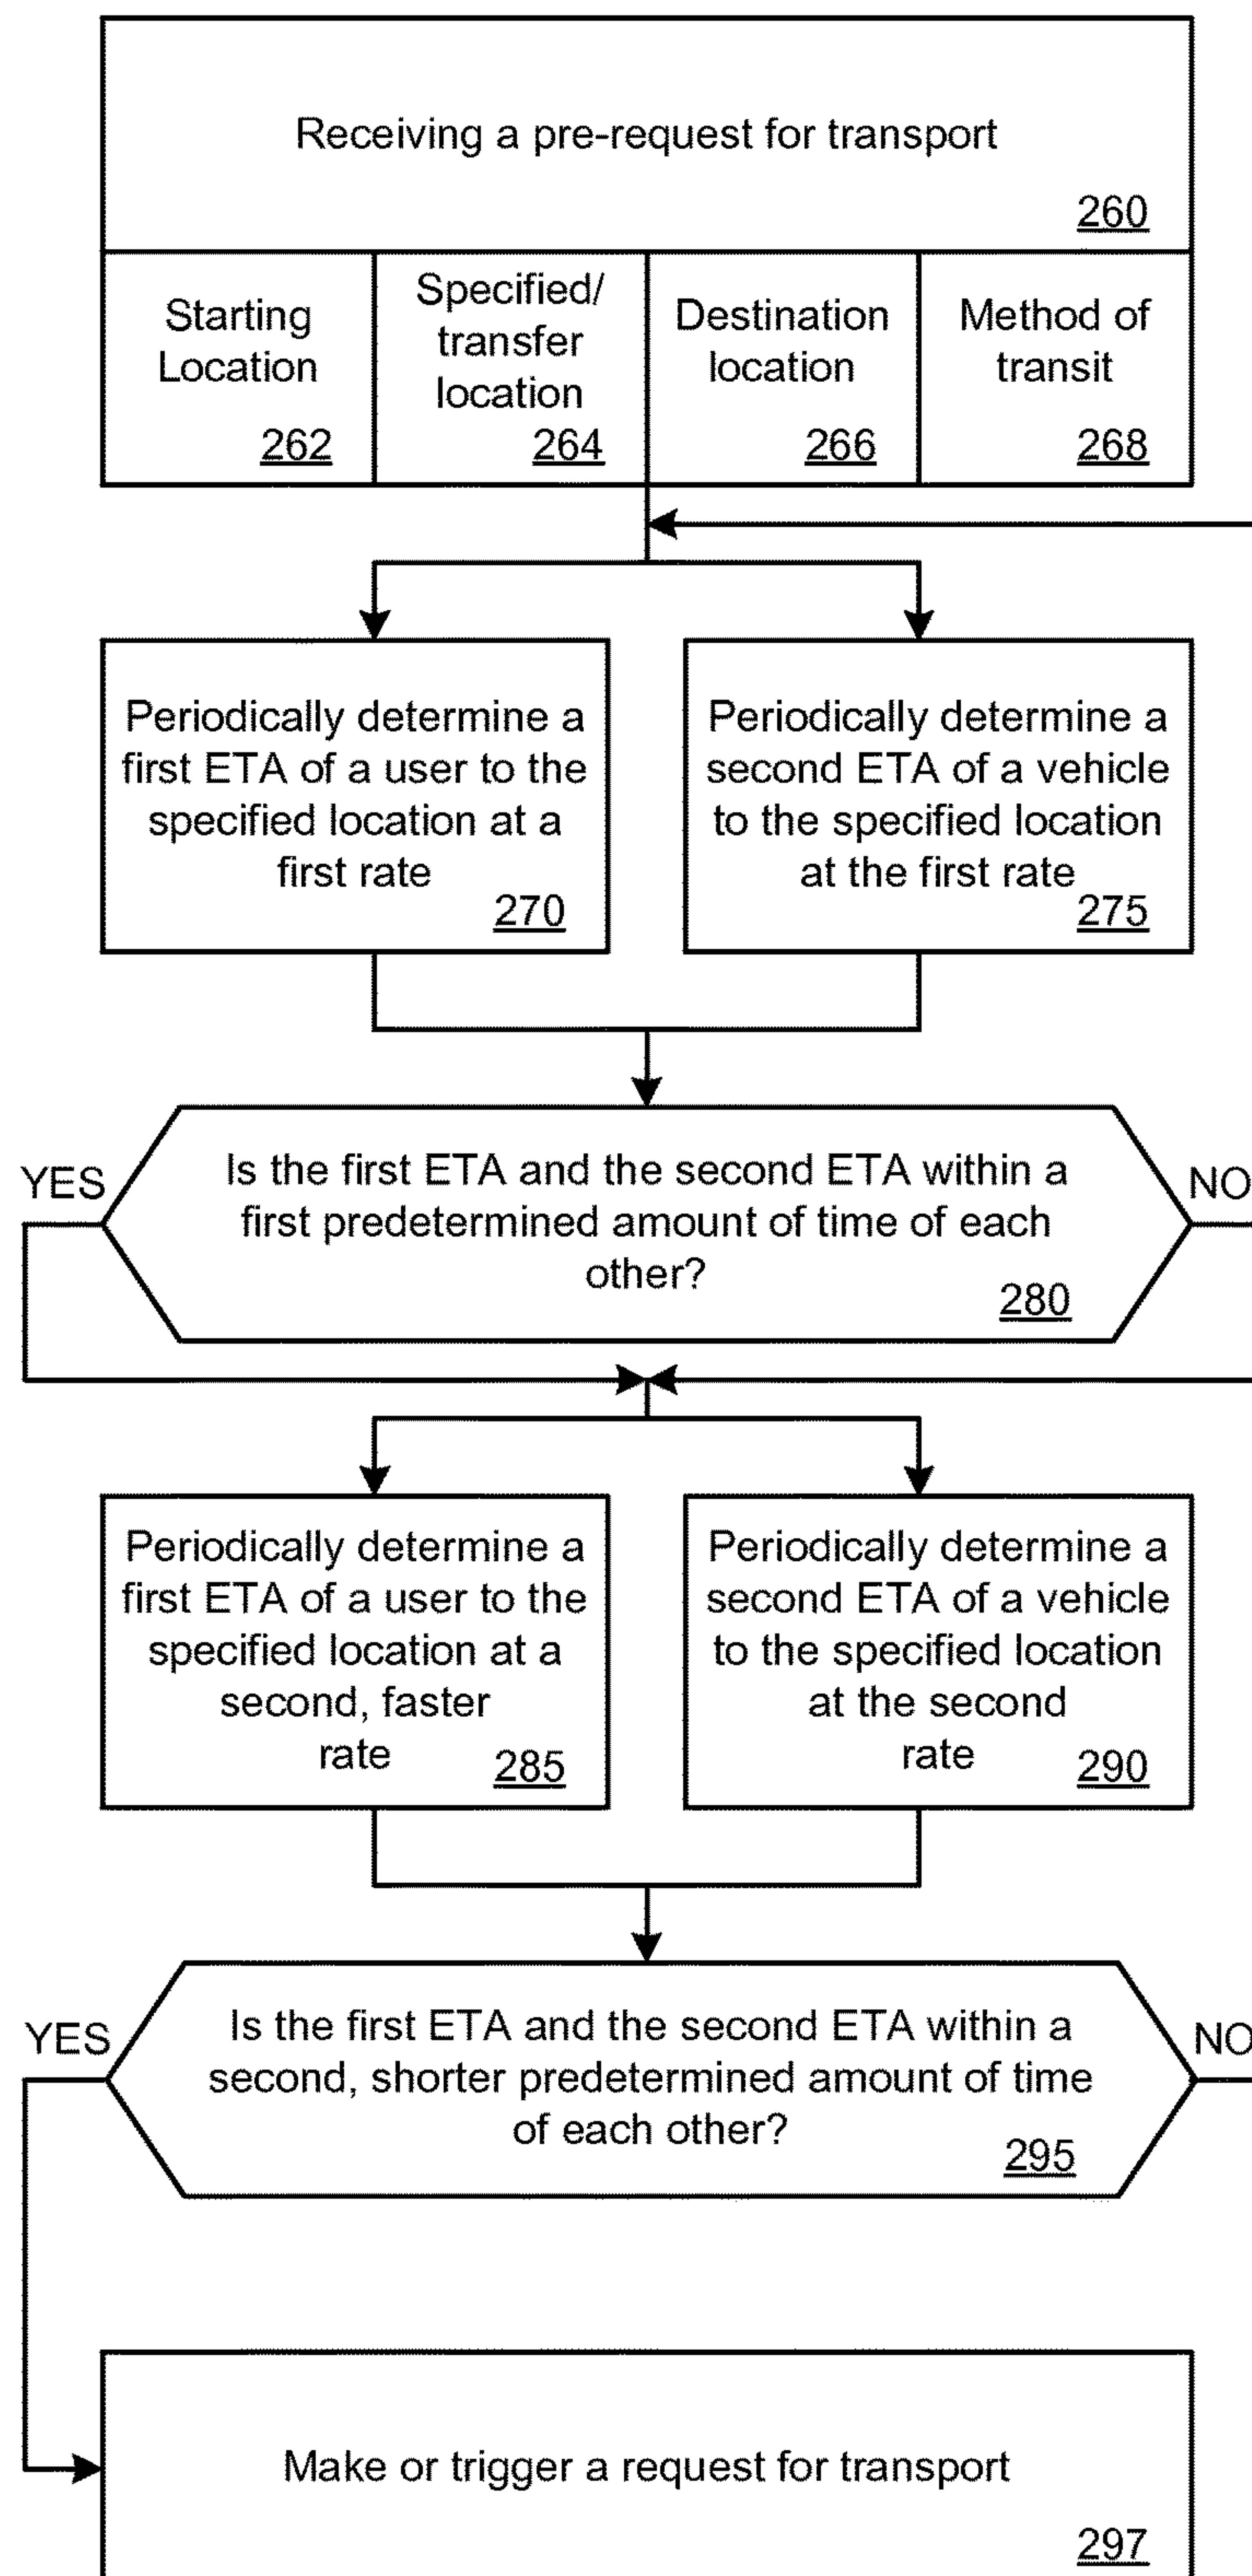 Receiving a pre-request for transport
260
Starting
Location
262
Specified/
transfer
location
264
Destination
location
266
Method of
transit
268
Periodically determine a
first ETA of a user to the
specified location at a
first rate
270
Periodically determine a
second ETA of a vehicle
to the specified location
at the first rate
275
YES
Is the first ETA and the second ETA within a
first predetermined amount of time of each
other?
280
NO
Periodically determine a
first ETA of a user to the
specified location at a
second, faster
rate
285
Periodically determine a
second ETA of a vehicle
to the specified location
at the second
rate
290
YES
Is the first ETA and the second ETA within a
second, shorter predetermined amount of time
of each other?
295
NO
Make or trigger a request for transport
297